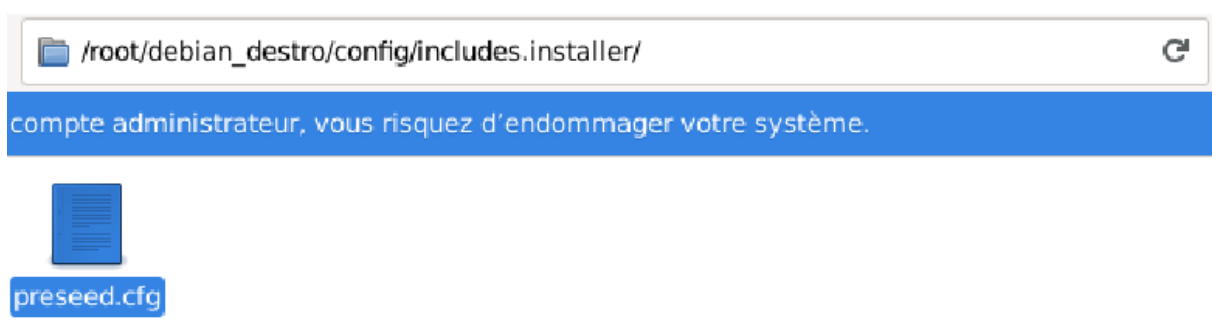 /root/debian_destro/config/includes.installer/
compte administrateur, vous risquez d'endommager votre système.
preseed.cfg